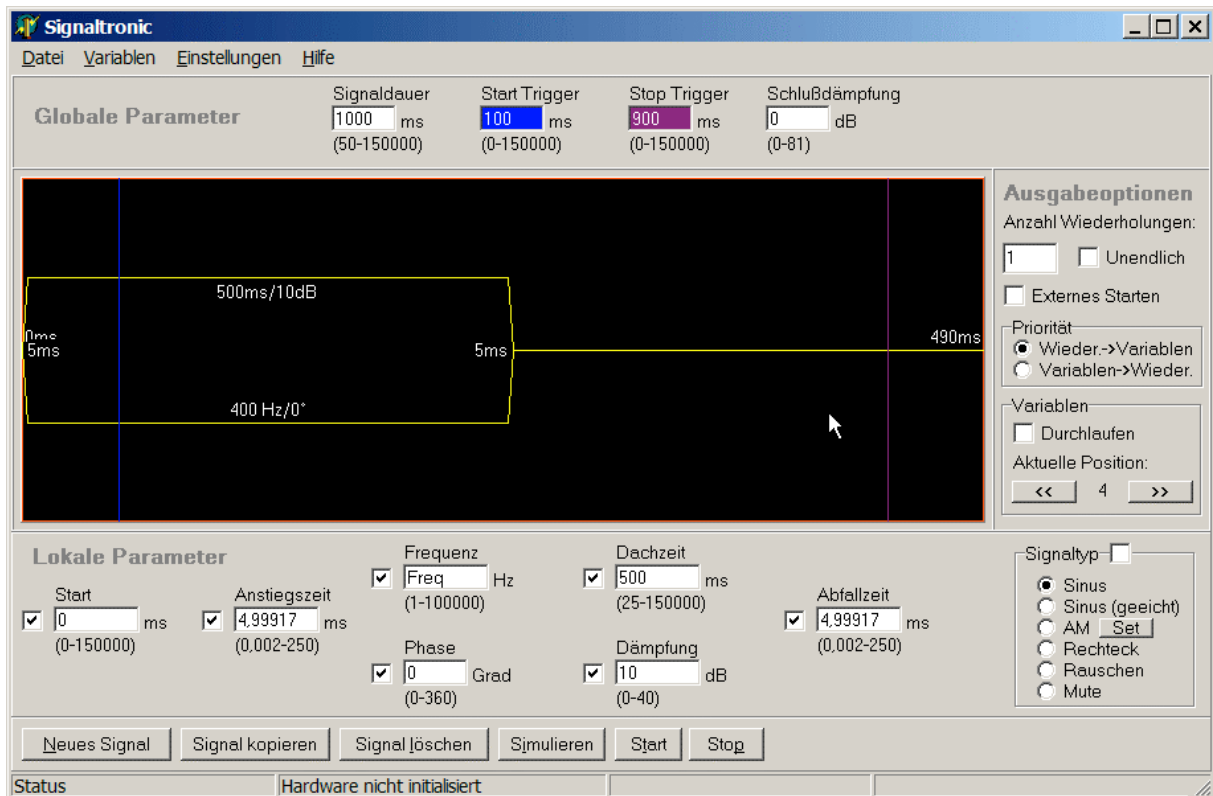 Signaltronic
Datei Variablen Einstellungen Hilfe
Globale Parameter
Signaldauer
1000 ms
(50-150000)
Start Trigger
100 ms
(0-150000)
Stop Trigger
900 ms
(0-150000)
Schlußdämpfung
0 dB
(0-81)
500ms/10dB
0ms
5ms
5ms
490ms
400 Hz/0°
Ausgabeoptionen
Anzahl Wiederholungen:
1 Unendlich
Externes Starten
Priorität
Wieder.->Variablen
Variablen->Wieder.
Variablen
Durchlaufen
Aktuelle Position:
<< 4 >>
Lokale Parameter
Start
0 ms
(0-150000)
Anstiegszeit
4,99917 ms
(0,002-250)
Frequenz
Freq Hz
(1-100000)
Phase
0 Grad
(0-360)
Dachzeit
500 ms
(25-150000)
Dämpfung
10 dB
(0-40)
Abfallzeit
4,99917 ms
(0,002-250)
Signaltyp
Sinus
Sinus (geeicht)
AM Set
Rechteck
Rauschen
Mute
Neues Signal Signal kopieren Signal löschen Simulieren Start Stop
Status Hardware nicht initialisiert